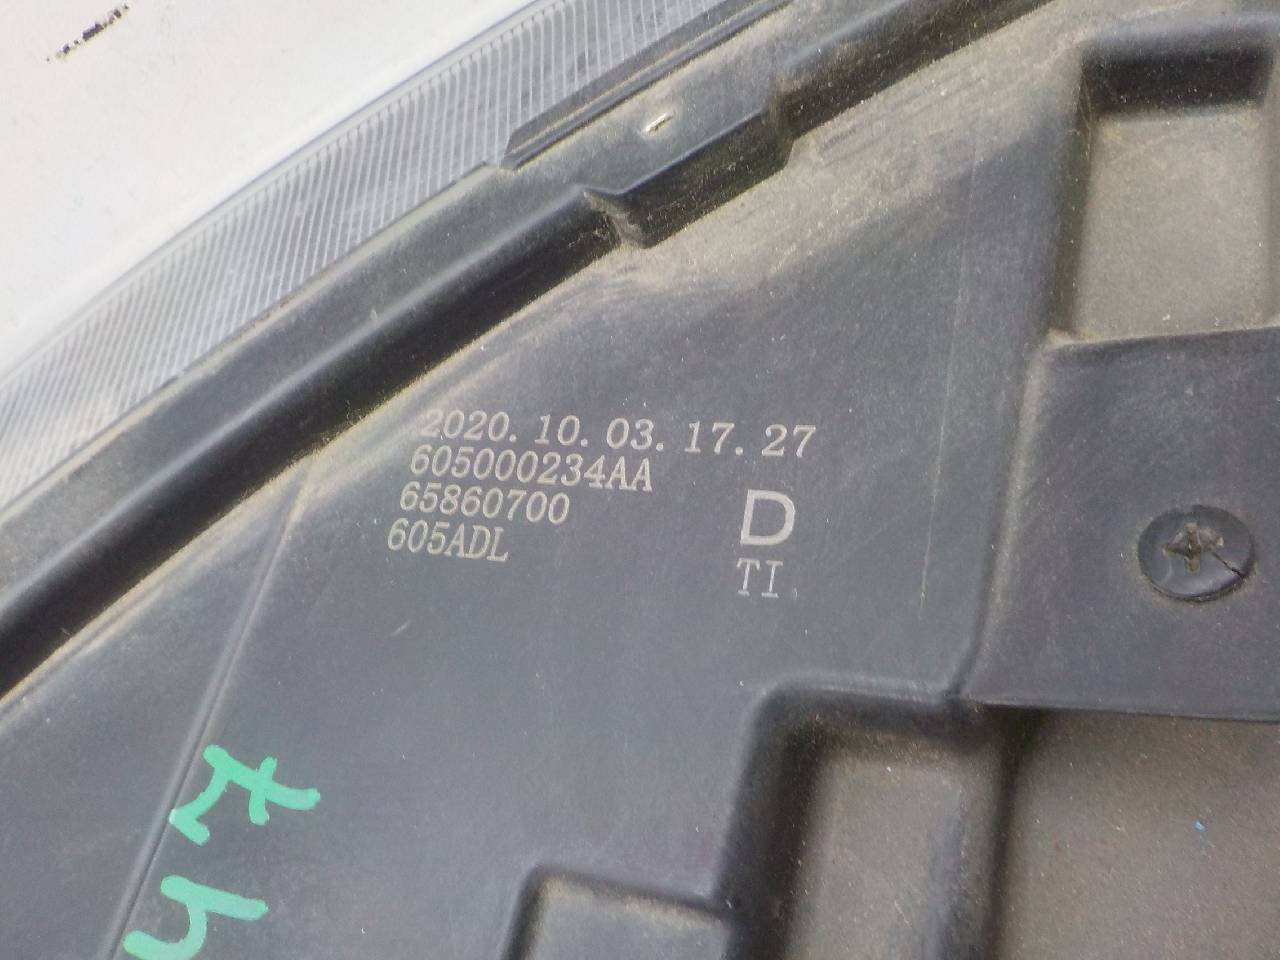 2020. 10. 03. 17. 27
605000234AA
65860700
605ADL
D
TI